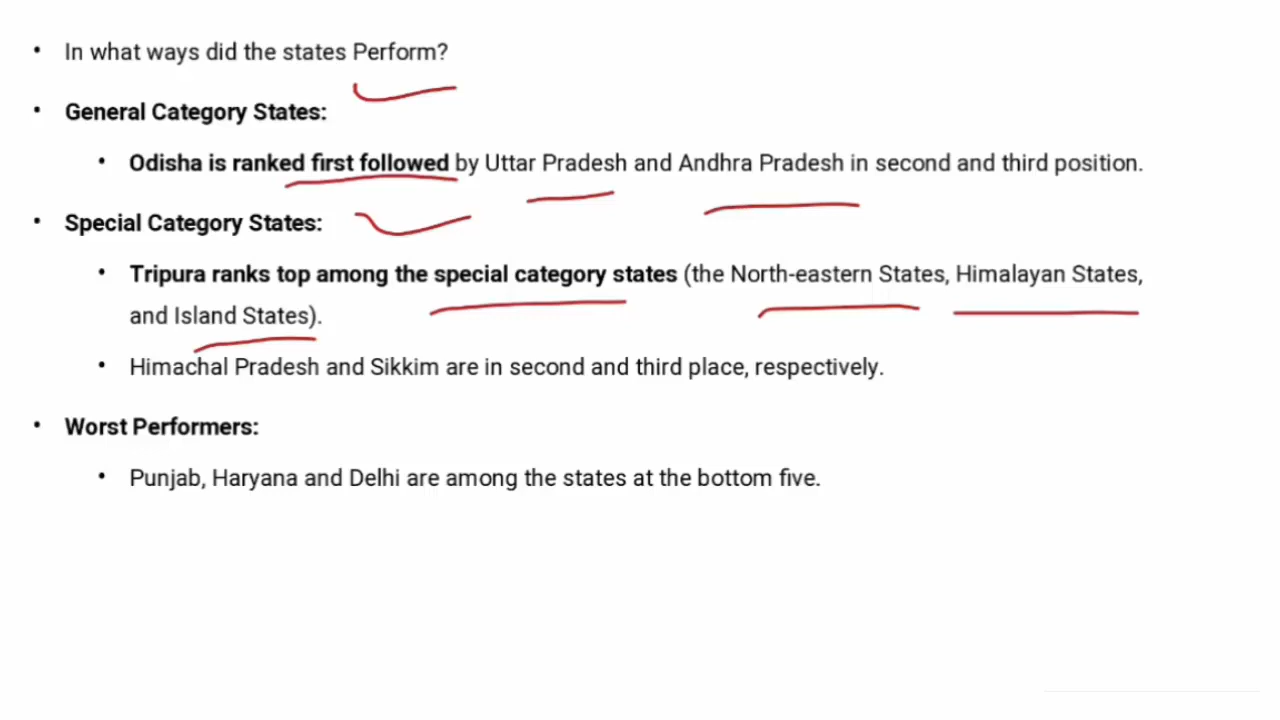 • In what ways did the states Perform?
• General Category States:
• Odisha is ranked first followed by Uttar Pradesh and Andhra Pradesh in second and third position.
• Special Category States:
• Tripura ranks top among the special category states (the North-eastern States, Himalayan States,
and Island States).
• Himachal Pradesh and Sikkim are in second and third place, respectively.
• Worst Performers:
• Punjab, Haryana and Delhi are among the states at the bottom five.